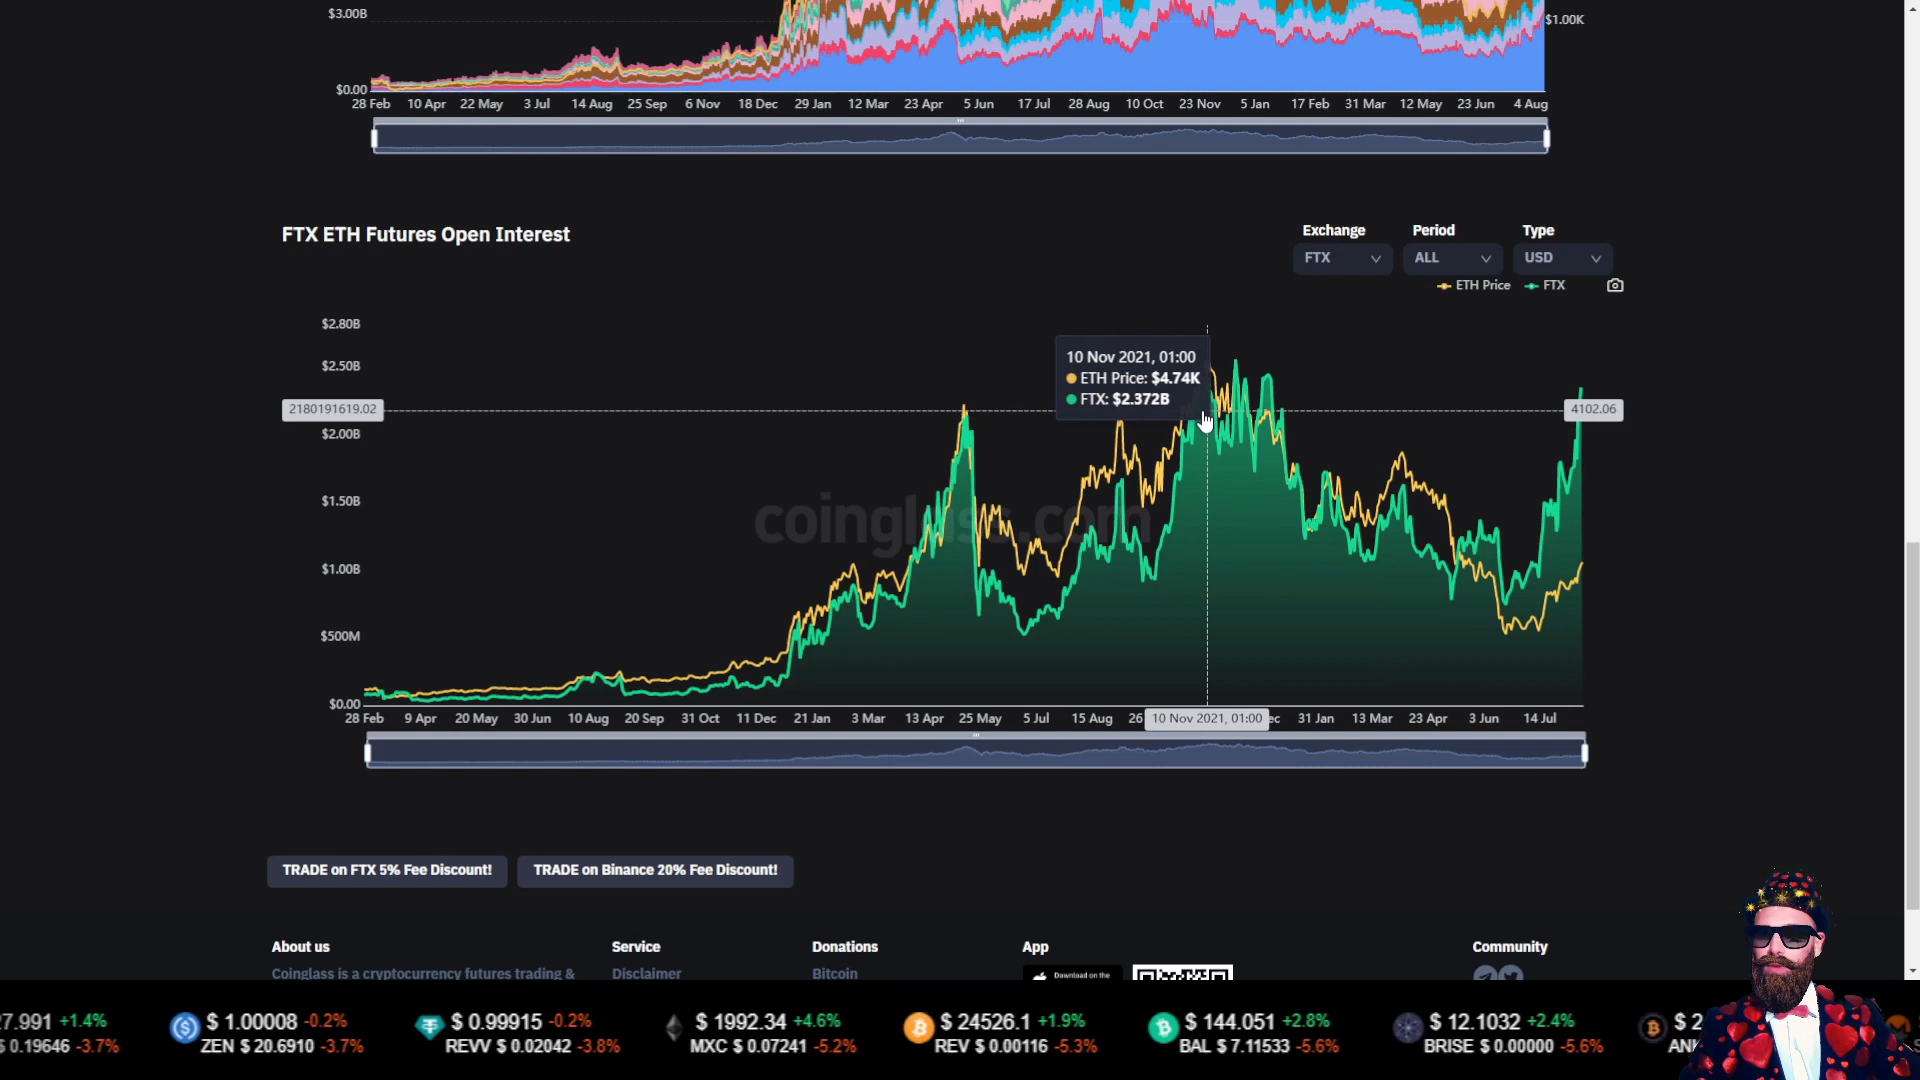 $3.00B
$1.00K
$0.00
28 Feb 10 Apr 22 May 3 Jul 14 Aug 25 Sep 6 Nov 18 Dec 29 Jan 12 Mar 23 Apr 5 Jun 17 Jul 28 Aug 10 Oct 23 Nov 5 Jan 17 Feb 31 Mar 12 May 23 Jun 4 Aug
FTX ETH Futures Open Interest
Exchange Period Type
FTX ALL USD
ETH Price FTX
$2.80B
10 Nov 2021, 01:00
ETH Price: $4.74K
FTX: $2.372B
$2.50B
2180191619.02
4102.06
$2.00B
$1.50B
coinglass.com
$1.00B
$500M
$0.00
28 Feb 9 Apr 20 May 30 Jun 10 Aug 20 Sep 31 Oct 11 Dec 21 Jan 3 Mar 13 Apr 25 May 5 Jul 15 Aug 26 10 Nov 2021, 01:00 ec 31 Jan 13 Mar 23 Apr 3 Jun 14 Jul
TRADE on FTX 5% Fee Discount! TRADE on Binance 20% Fee Discount!
About us Service Donations App Community
Coinglass is a cryptocurrency futures trading & Disclaimer Bitcoin Download on the
7.991 +1.4% $ 1.00008 -0.2% $ 0.99915 -0.2% $ 1992.34 +4.6% $ 24526.1 +1.9% $ 144.051 +2.8% $ 12.1032 +2.4% $ 2
$ 0.19646 -3.7% ZEN $ 20.6910 -3.7% REVV $ 0.02042 -3.8% MXC $ 0.07241 -5.2% REV $ 0.00116 -5.3% BAL $ 7.11533 -5.6% BRISE $ 0.00000 -5.6%